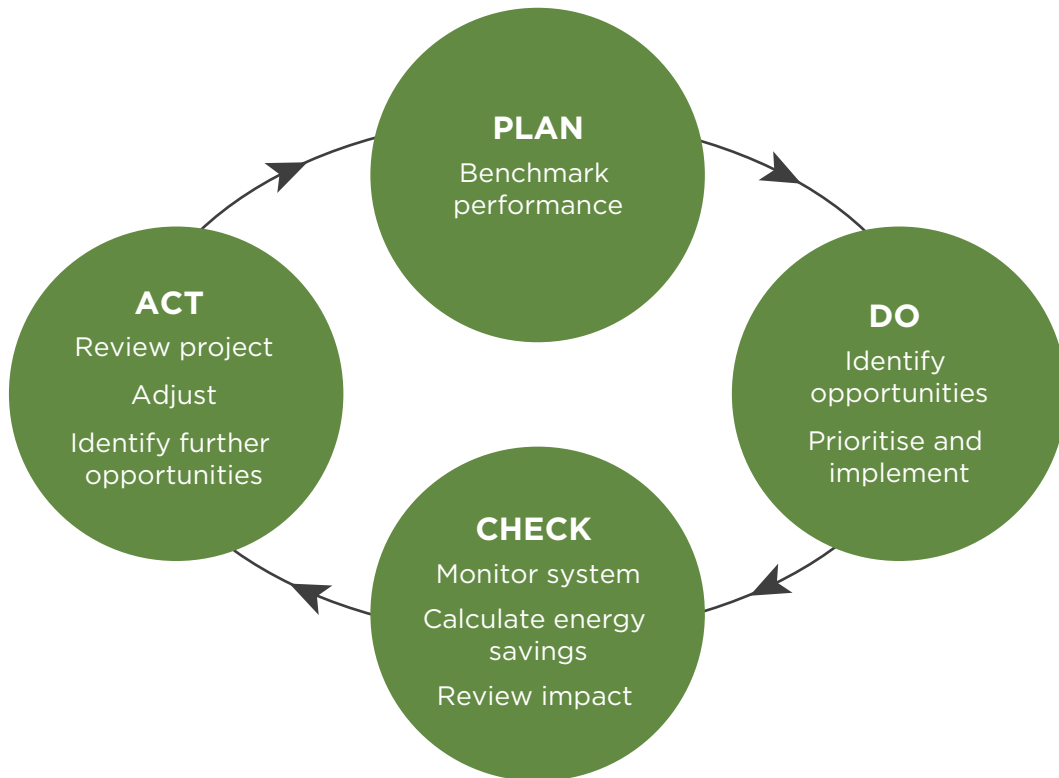 PLAN
Benchmark
performance
DO
Identify
opportunities
Prioritise and
implement
CHECK
Monitor system
Calculate energy
savings
Review impact
ACT
Review project
Adjust
Identify further
opportunities